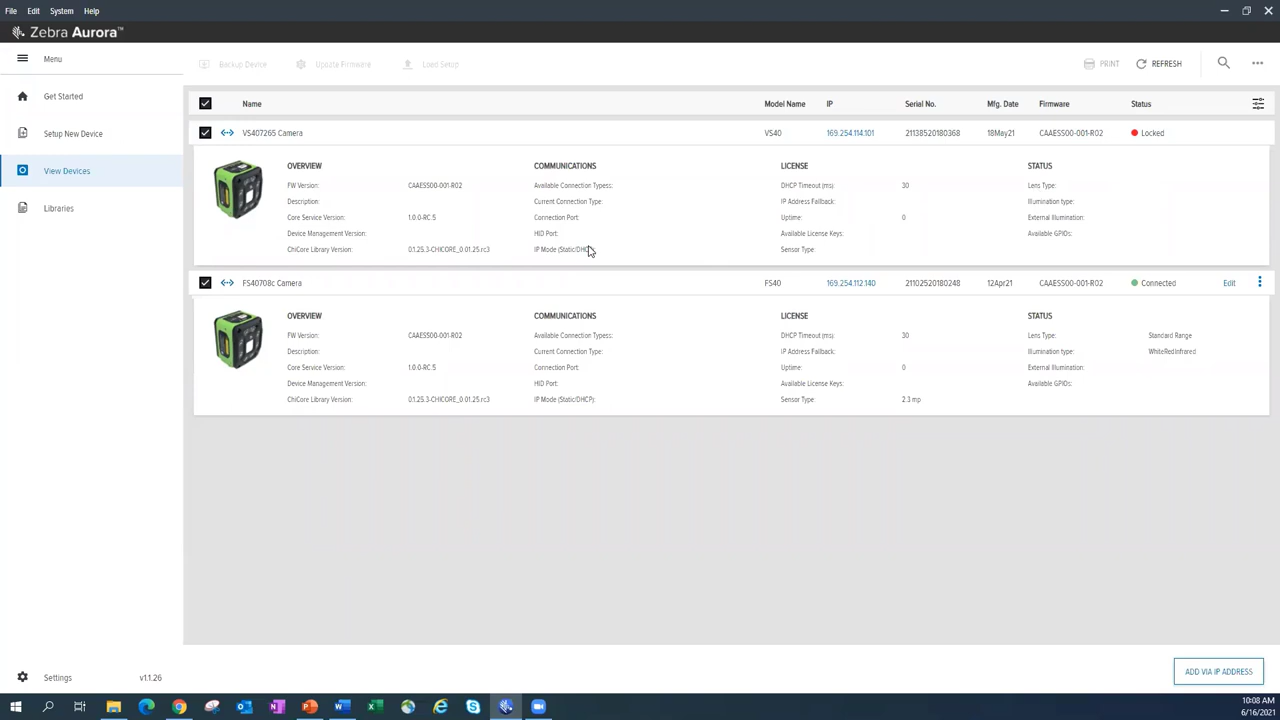 File Edit System Help
Zebra Aurora™
Menu
Backup Device Update Firmware Load Setup PRINT REFRESH
Get Started
Setup New Device
View Devices
Libraries
Name Model Name IP Serial No. Mfg. Date Firmware Status
VS407265 Camera VS40 169.254.114.101 21138520180368 18May21 CAAESS00-001-R02 Locked
OVERVIEW COMMUNICATIONS LICENSE STATUS
FW Version: CAAESS00-001-R02 Available Connection Typess: DHCP Timeout (ms): 30 Lens Type:
Description: Current Connection Type: IP Address Fallback: Illumination type:
Core Service Version: 1.0.0-RC.5 Connection Port: Uptime: 0 External Illumination:
Device Management Version: HID Port: Available License Keys: Available GPIOs:
ChiCore Library Version: 0.1.25.3-CHICORE_0.01.25.rc3 IP Mode (Static/DHCP): Sensor Type:
FS40708c Camera FS40 169.254.112.140 21102520180248 12Apr21 CAAESS00-001-R02 Connected Edit
OVERVIEW COMMUNICATIONS LICENSE STATUS
FW Version: CAAESS00-001-R02 Available Connection Typess: DHCP Timeout (ms): 30 Lens Type: Standard Range
Description: Current Connection Type: IP Address Fallback: Illumination type: WhiteRedInfrared
Core Service Version: 1.0.0-RC.5 Connection Port: Uptime: 0 External Illumination:
Device Management Version: HID Port: Available License Keys: Available GPIOs:
ChiCore Library Version: 0.1.25.3-CHICORE_0.01.25.rc3 IP Mode (Static/DHCP): Sensor Type: 2.3 mp
Settings v1.1.26
ADD VIA IP ADDRESS
10:08 AM
6/16/2021